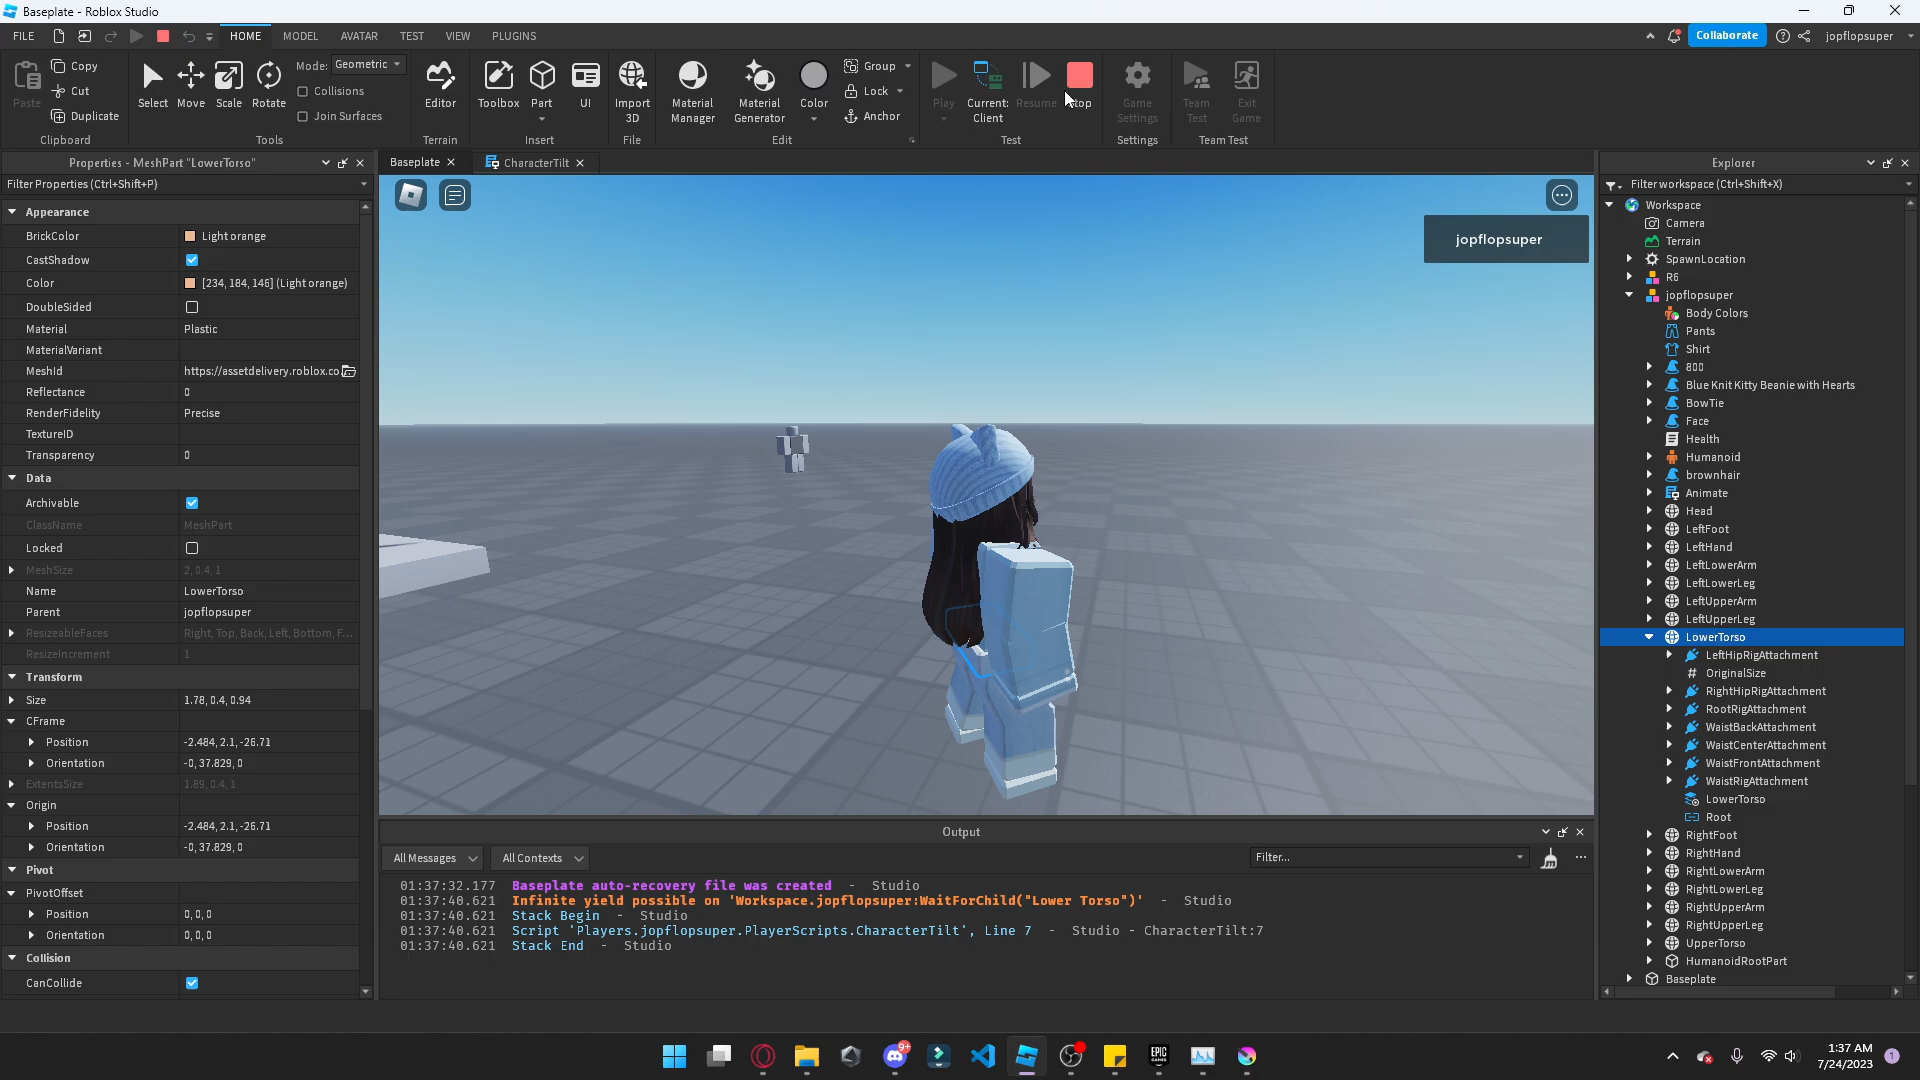 Baseplate - Roblox Studio
FILE HOME MODEL AVATAR TEST VIEW PLUGINS Collaborate jopflopsuper
Paste Copy Cut Duplicate Clipboard
Select Move Scale Rotate Mode: Geometric Collisions Join Surfaces Tools
Editor Terrain
Toolbox Part UI Insert
Import 3D File
Material Manager Material Generator Color Group Lock Anchor Edit
Play Current: Client Resume Stop Test
Game Settings Settings
Team Test Exit Game Team Test
Properties - MeshPart "LowerTorso"
Filter Properties (Ctrl+Shift+P)
Appearance
BrickColor Light orange
CastShadow
Color [234, 184, 146] (Light orange)
DoubleSided
Material Plastic
MaterialVariant
MeshId https://assetdelivery.roblox.co
Reflectance 0
RenderFidelity Precise
TextureID
Transparency 0
Data
Archivable
ClassName MeshPart
Locked
MeshSize 2, 0.4, 1
Name LowerTorso
Parent jopflopsuper
ResizeableFaces Right, Top, Back, Left, Bottom, F...
ResizeIncrement 1
Transform
Size 1.78, 0.4, 0.94
CFrame
Position -2.484, 2.1, -26.71
Orientation -0, 37.829, 0
ExtentsSize 1.89, 0.4, 1
Origin
Position -2.484, 2.1, -26.71
Orientation -0, 37.829, 0
Pivot
PivotOffset
Position 0, 0, 0
Orientation 0, 0, 0
Collision
CanCollide
Baseplate CharacterTilt
jopflopsuper
Output
All Messages All Contexts Filter...
01:37:32.177 Baseplate auto-recovery file was created - Studio
01:37:40.621 Infinite yield possible on 'Workspace.jopflopsuper:WaitForChild("Lower Torso")' - Studio
01:37:40.621 Stack Begin - Studio
01:37:40.621 Script 'Players.jopflopsuper.PlayerScripts.CharacterTilt', Line 7 - Studio - CharacterTilt:7
01:37:40.621 Stack End - Studio
Explorer
Filter workspace (Ctrl+Shift+X)
Workspace
Camera
Terrain
SpawnLocation
R6
jopflopsuper
Body Colors
Pants
Shirt
800
Blue Knit Kitty Beanie with Hearts
BowTie
Face
Health
Humanoid
brownhair
Animate
Head
LeftFoot
LeftHand
LeftLowerArm
LeftLowerLeg
LeftUpperArm
LeftUpperLeg
LowerTorso
LeftHipRigAttachment
OriginalSize
RightHipRigAttachment
RootRigAttachment
WaistBackAttachment
WaistCenterAttachment
WaistFrontAttachment
WaistRigAttachment
LowerTorso
Root
RightFoot
RightHand
RightLowerArm
RightLowerLeg
RightUpperArm
RightUpperLeg
UpperTorso
HumanoidRootPart
Baseplate
9+
EPIC GAMES
1:37 AM
7/24/2023
1